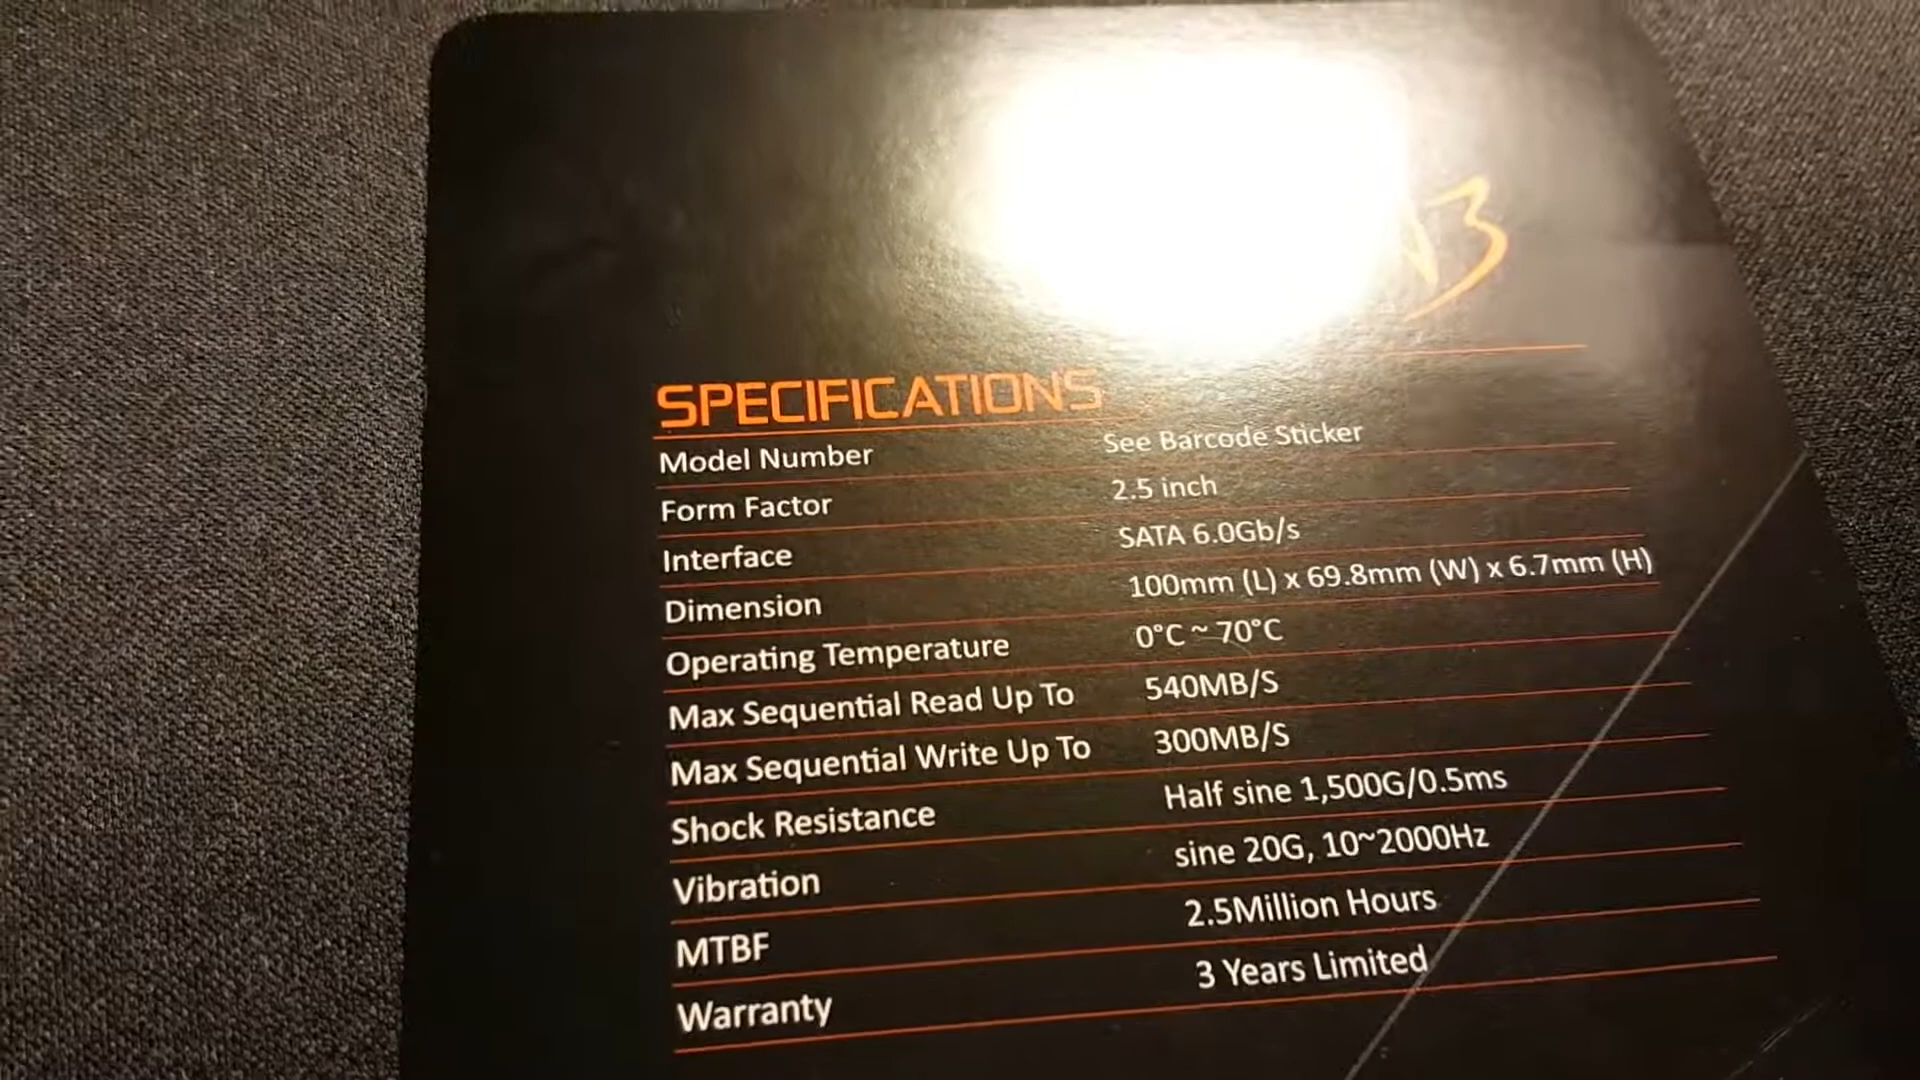 SPECIFICATIONS
Model Number See Barcode Sticker
Form Factor 2.5 inch
Interface SATA 6.0Gb/s
Dimension 100mm (L) x 69.8mm (W) x 6.7mm (H)
Operating Temperature 0°C ~ 70°C
Max Sequential Read Up To 540MB/S
Max Sequential Write Up To 300MB/S
Shock Resistance Half sine 1,500G/0.5ms
Vibration sine 20G, 10~2000Hz
MTBF 2.5Million Hours
Warranty 3 Years Limited